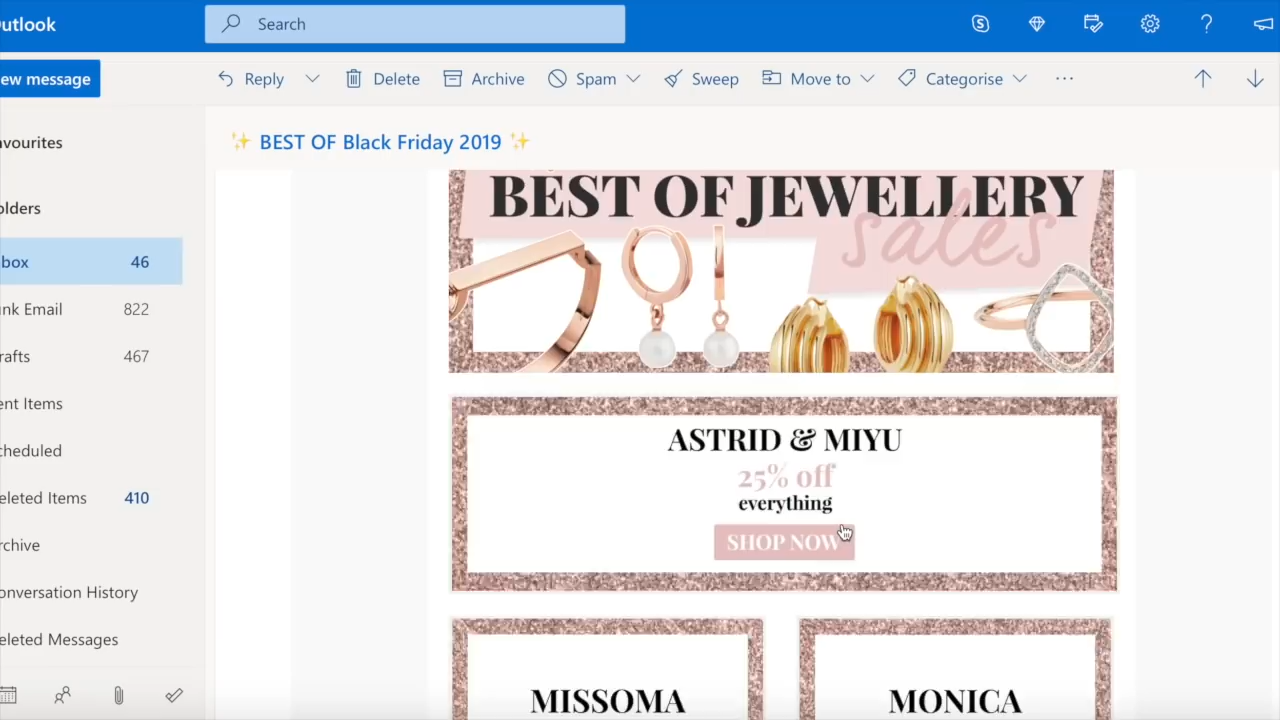 utlook
Search
ew message
Reply
Delete
Archive
Spam
Sweep
Move to
Categorise
avourites
olders
box 46
nk Email 822
rafts 467
ent Items
cheduled
eleted Items 410
rchive
onversation History
eleted Messages
✨ BEST OF Black Friday 2019 ✨
BEST OF JEWELLERY
sales
ASTRID & MIYU
25% off
everything
SHOP NOW
MISSOMA
MONICA